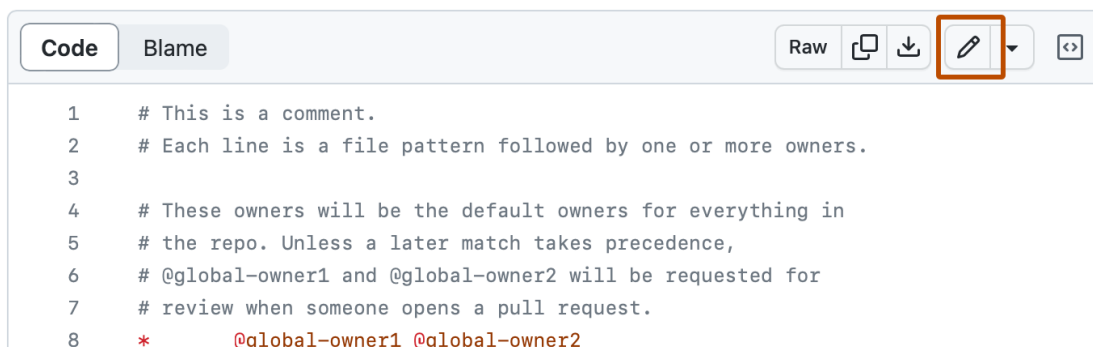 Code Blame Raw
1 # This is a comment.
2 # Each line is a file pattern followed by one or more owners.
3
4 # These owners will be the default owners for everything in
5 # the repo. Unless a later match takes precedence,
6 # @global-owner1 and @global-owner2 will be requested for
7 # review when someone opens a pull request.
8 * @global-owner1 @global-owner2